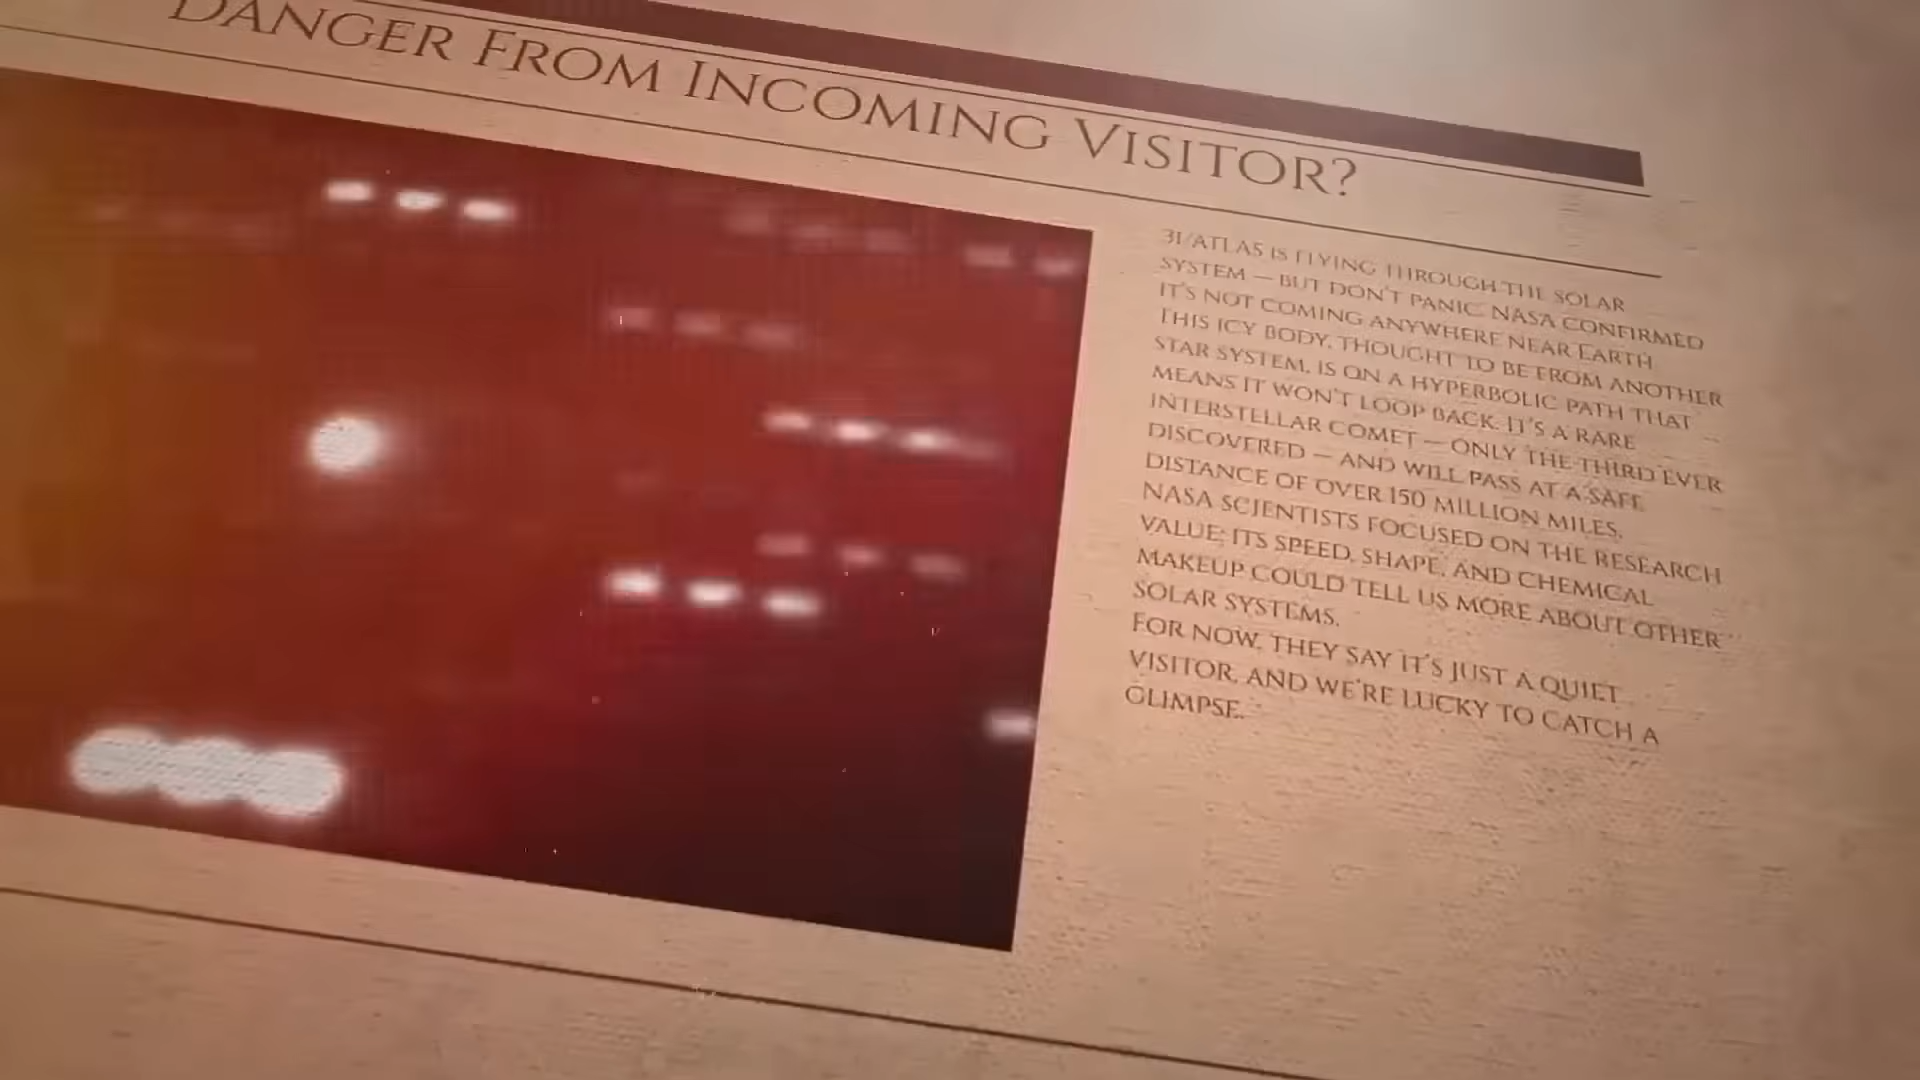 DANGER FROM INCOMING VISITOR?
3I/ATLAS IS FLYING THROUGH THE SOLAR
SYSTEM — BUT DON'T PANIC. NASA CONFIRMED
IT'S NOT COMING ANYWHERE NEAR EARTH.
THIS ICY BODY, THOUGHT TO BE FROM ANOTHER
STAR SYSTEM, IS ON A HYPERBOLIC PATH THAT
MEANS IT WON'T LOOP BACK. IT'S A RARE
INTERSTELLAR COMET — ONLY THE THIRD EVER
DISCOVERED — AND WILL PASS AT A SAFE
DISTANCE OF OVER 150 MILLION MILES.
NASA SCIENTISTS FOCUSED ON THE RESEARCH
VALUE; ITS SPEED, SHAPE, AND CHEMICAL
MAKEUP COULD TELL US MORE ABOUT OTHER
SOLAR SYSTEMS.
FOR NOW, THEY SAY IT'S JUST A QUIET
VISITOR, AND WE'RE LUCKY TO CATCH A
GLIMPSE.